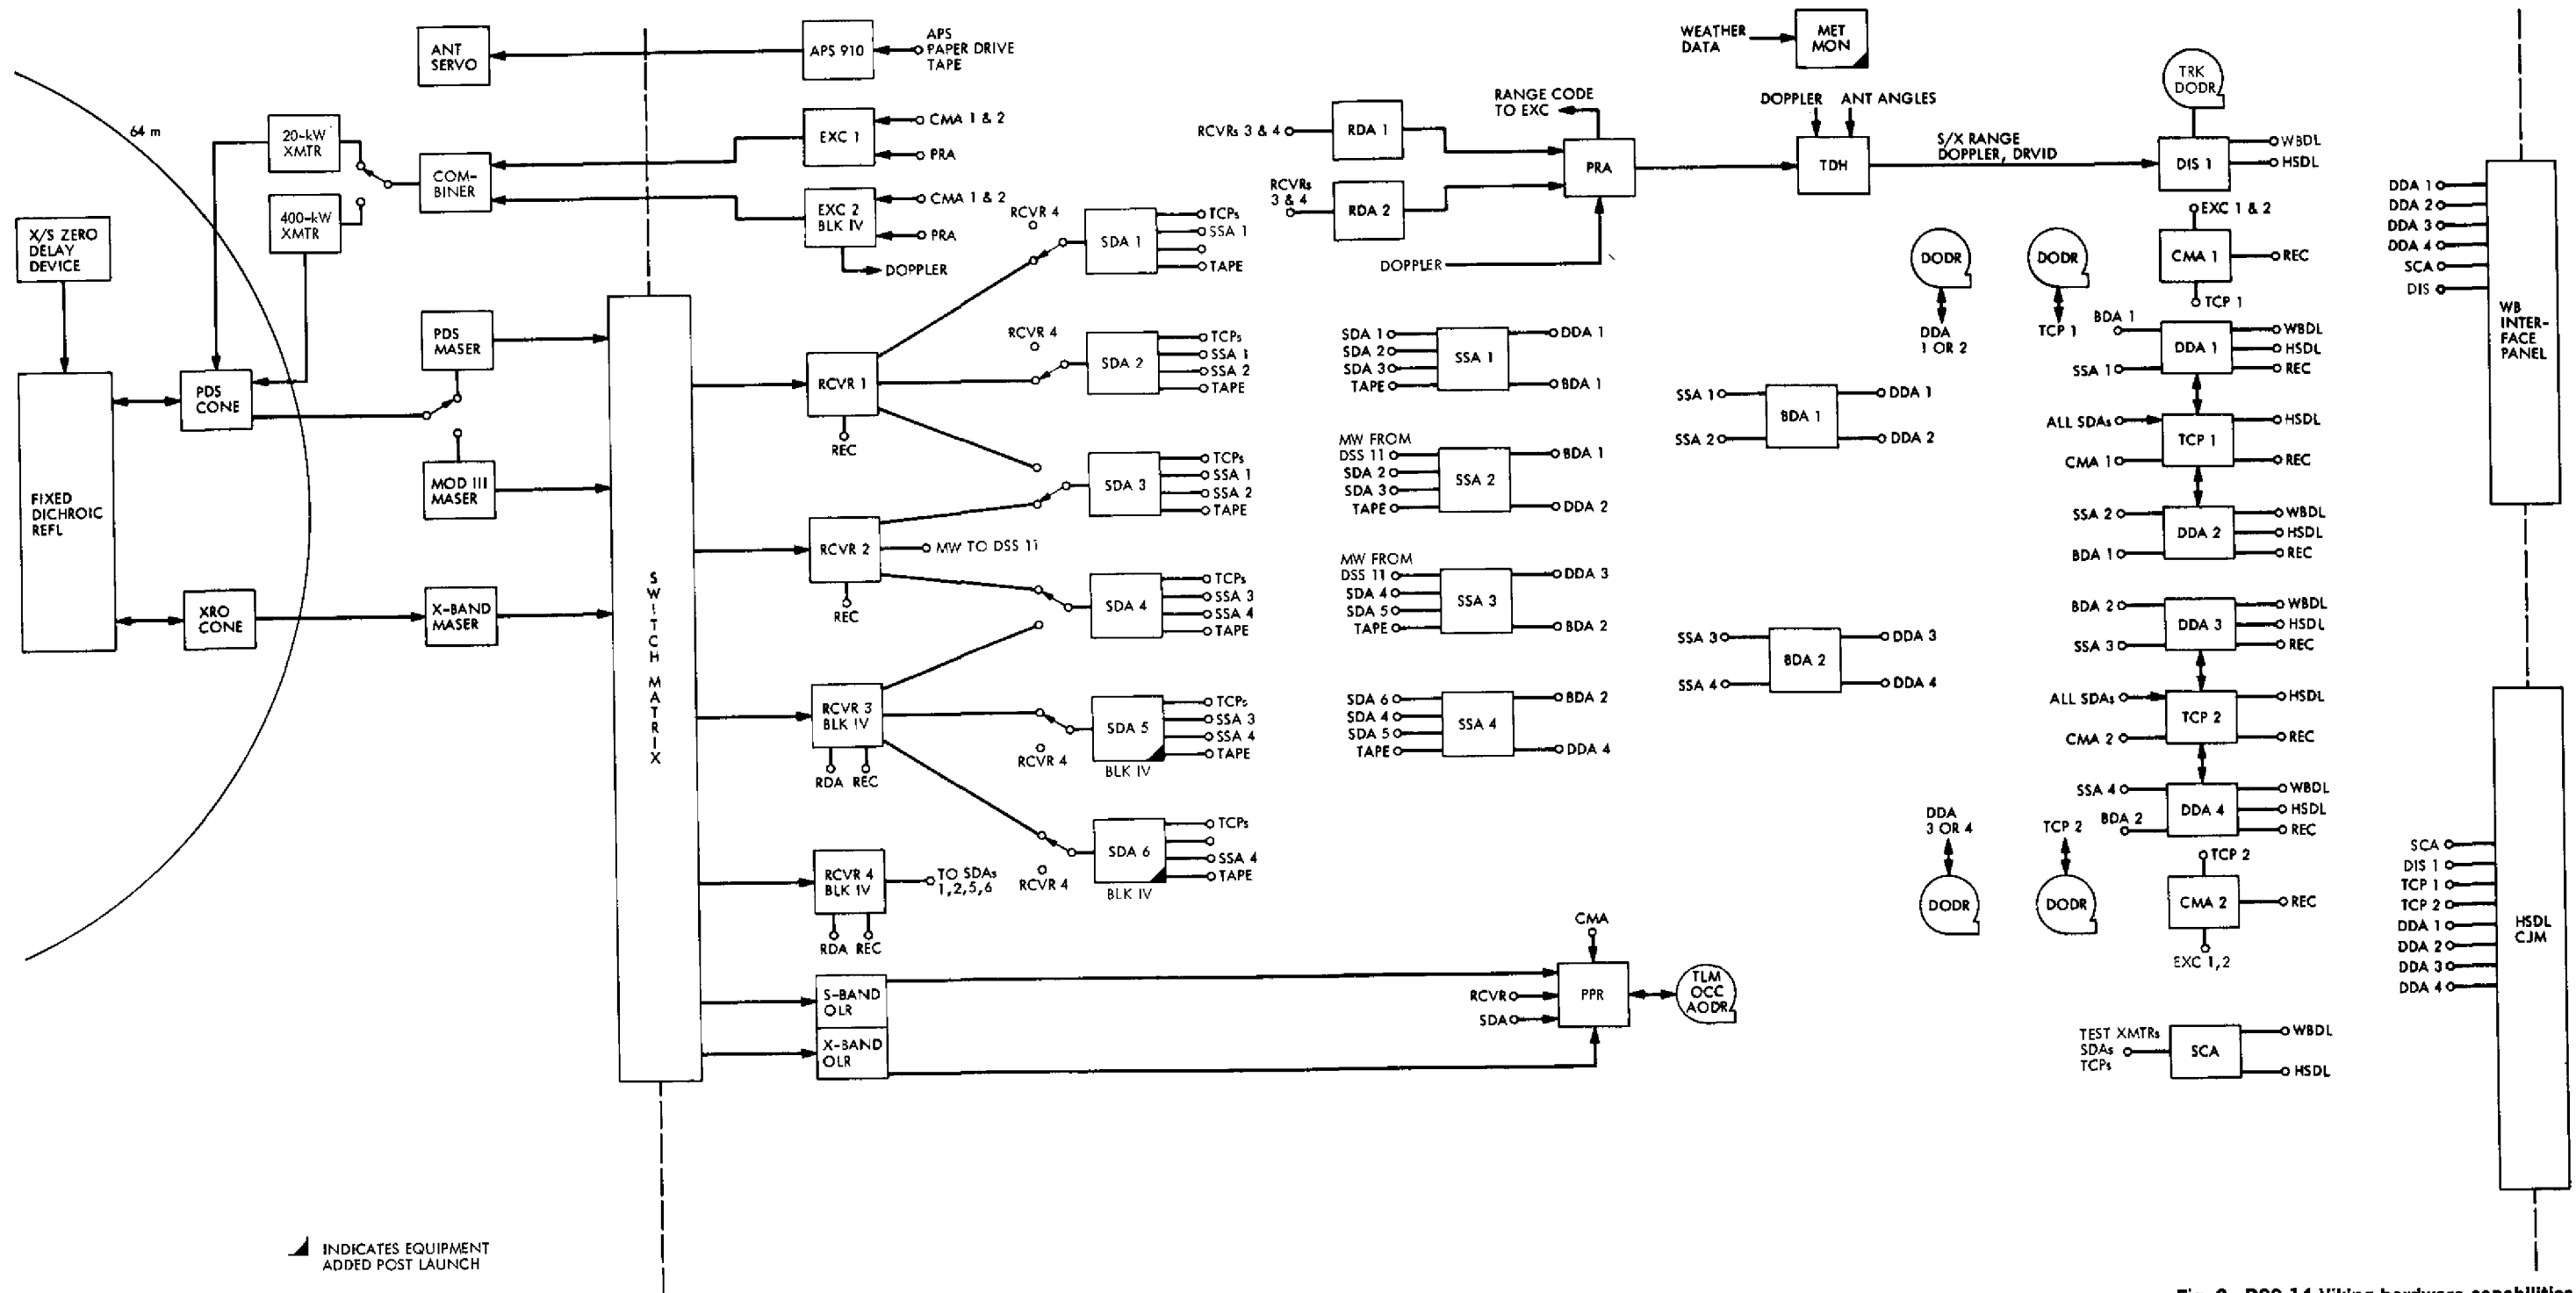 ANT
SERVO
APS 910
APS
PAPER DRIVE
TAPE
64 m
20-kW
XMTR
400-kW
XMTR
COM-
BINER
EXC 1
CMA 1 & 2
PRA
EXC 2
BLK IV
CMA 1 & 2
PRA
DOPPLER
X/S ZERO
DELAY
DEVICE
FIXED
DICHROIC
REFL
PDS
CONE
XRO
CONE
PDS
MASER
MOD III
MASER
X-BAND
MASER
SWITCH MATRIX
RCVR 1
REC
RCVR 2
MW TO DSS 11
REC
RCVR 3
BLK IV
RDA REC
RCVR 4
BLK IV
TO SDAs
1,2,5,6
RDA REC
S-BAND
OLR
X-BAND
OLR
RCVR 4
SDA 1
TCPs
SSA 1
TAPE
RCVR 4
SDA 2
TCPs
SSA 1
SSA 2
TAPE
SDA 3
TCPs
SSA 1
SSA 2
TAPE
SDA 4
TCPs
SSA 3
SSA 4
TAPE
RCVR 4
SDA 5
BLK IV
TCPs
SSA 3
SSA 4
TAPE
RCVR 4
SDA 6
BLK IV
TCPs
SSA 4
TAPE
WEATHER
DATA
MET
MON
RCVRs 3 & 4
RDA 1
RCVRs
3 & 4
RDA 2
RANGE CODE
TO EXC
PRA
DOPPLER
DOPPLER ANT ANGLES
TDH
S/X RANGE
DOPPLER, DRVID
TRK
DODR
DIS 1
WBDL
HSDL
SDA 1
SDA 2
SDA 3
TAPE
SSA 1
DDA 1
BDA 1
MW FROM
DSS 11
SDA 2
SDA 3
TAPE
SSA 2
BDA 1
DDA 2
MW FROM
DSS 11
SDA 4
SDA 5
TAPE
SSA 3
DDA 3
BDA 2
SDA 6
SDA 4
SDA 5
TAPE
SSA 4
BDA 2
DDA 4
SSA 1
SSA 2
BDA 1
DDA 1
DDA 2
SSA 3
SSA 4
BDA 2
DDA 3
DDA 4
CMA
RCVR
SDA
PPR
TLM
OCC
AODR
DODR
DDA
1 OR 2
DODR
TCP 1
EXC 1 & 2
CMA 1
REC
TCP 1
BDA 1
SSA 1
DDA 1
WBDL
HSDL
REC
ALL SDAs
CMA 1
TCP 1
HSDL
REC
SSA 2
BDA 1
DDA 2
WBDL
HSDL
REC
BDA 2
SSA 3
DDA 3
WBDL
HSDL
REC
ALL SDAs
CMA 2
TCP 2
HSDL
REC
SSA 4
BDA 2
DDA 4
WBDL
HSDL
REC
DDA
3 OR 4
DODR
TCP 2
DODR
TCP 2
CMA 2
REC
EXC 1,2
TEST XMTRs
SDAs
TCPs
SCA
WBDL
HSDL
DDA 1
DDA 2
DDA 3
DDA 4
SCA
DIS
WB
INTER-
FACE
PANEL
SCA
DIS 1
TCP 1
TCP 2
DDA 1
DDA 2
DDA 3
DDA 4
HSDL
CJM
INDICATES EQUIPMENT
ADDED POST LAUNCH